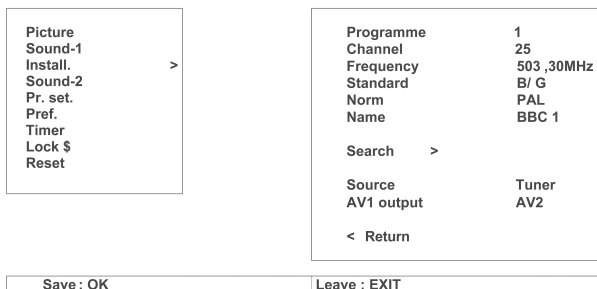 Picture
Sound-1
Install. >
Sound-2
Pr. set.
Pref.
Timer
Lock $
Reset
Programme 1
Channel 25
Frequency 503 ,30MHz
Standard B/ G
Norm PAL
Name BBC 1
Search >
Source Tuner
AV1 output AV2
< Return
Save : OK Leave : EXIT